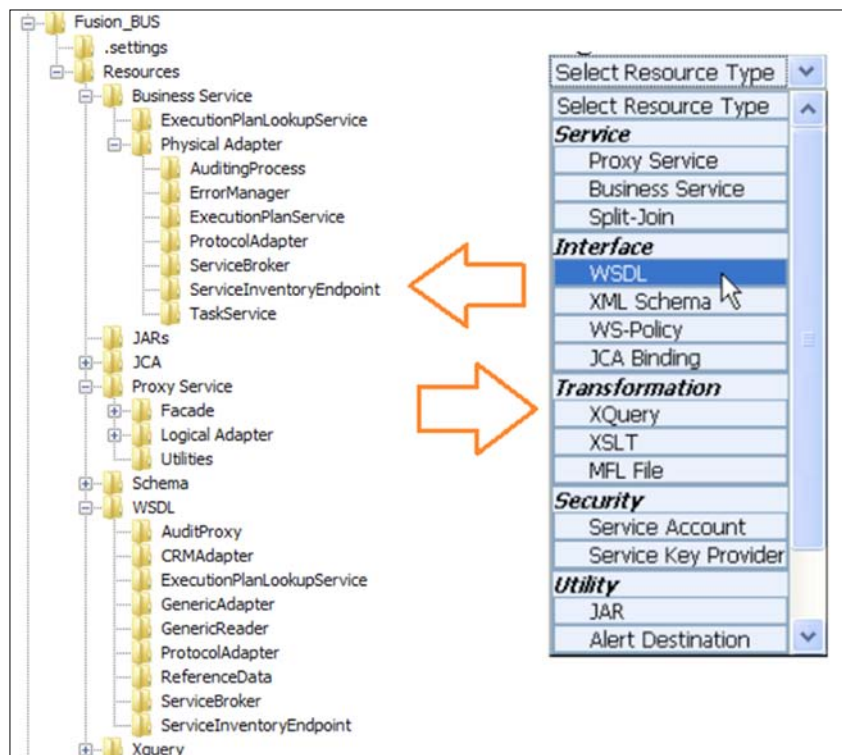 Fusion_BUS
.settings
Resources
Business Service
ExecutionPlanLookupService
Physical Adapter
AuditingProcess
ErrorManager
ExecutionPlanService
ProtocolAdapter
ServiceBroker
ServiceInventoryEndpoint
TaskService
JARs
JCA
Proxy Service
Facade
Logical Adapter
Utilities
Schema
WSDL
AuditProxy
CRMAdapter
ExecutionPlanLookupService
GenericAdapter
GenericReader
ProtocolAdapter
ReferenceData
ServiceBroker
ServiceInventoryEndpoint
Xquery
Select Resource Type
Select Resource Type
Service
Proxy Service
Business Service
Split-Join
Interface
WSDL
XML Schema
WS-Policy
JCA Binding
Transformation
XQuery
XSLT
MFL File
Security
Service Account
Service Key Provider
Utility
JAR
Alert Destination